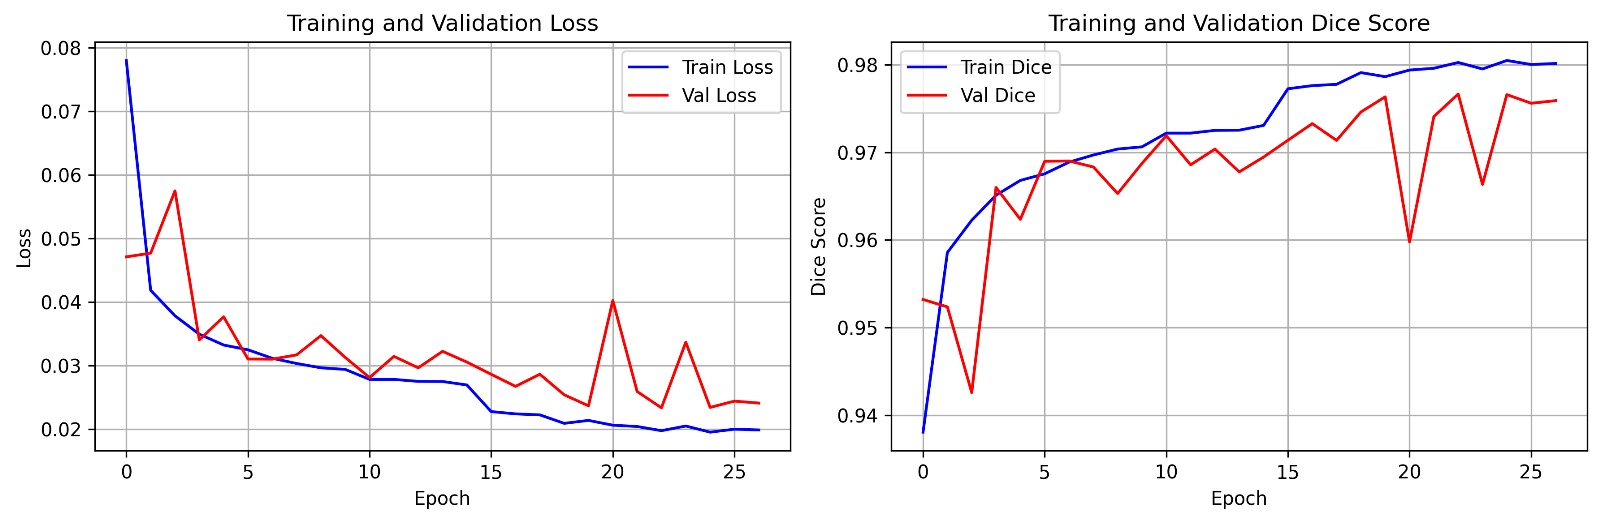 Training and Validation Loss
0.08
0.07
0.06
0.05
0.04
0.03
0.02
Loss
0 5 10 15 20 25
Epoch
Train Loss
Val Loss
Training and Validation Dice Score
0.98
0.97
0.96
0.95
0.94
Dice Score
0 5 10 15 20 25
Epoch
Train Dice
Val Dice